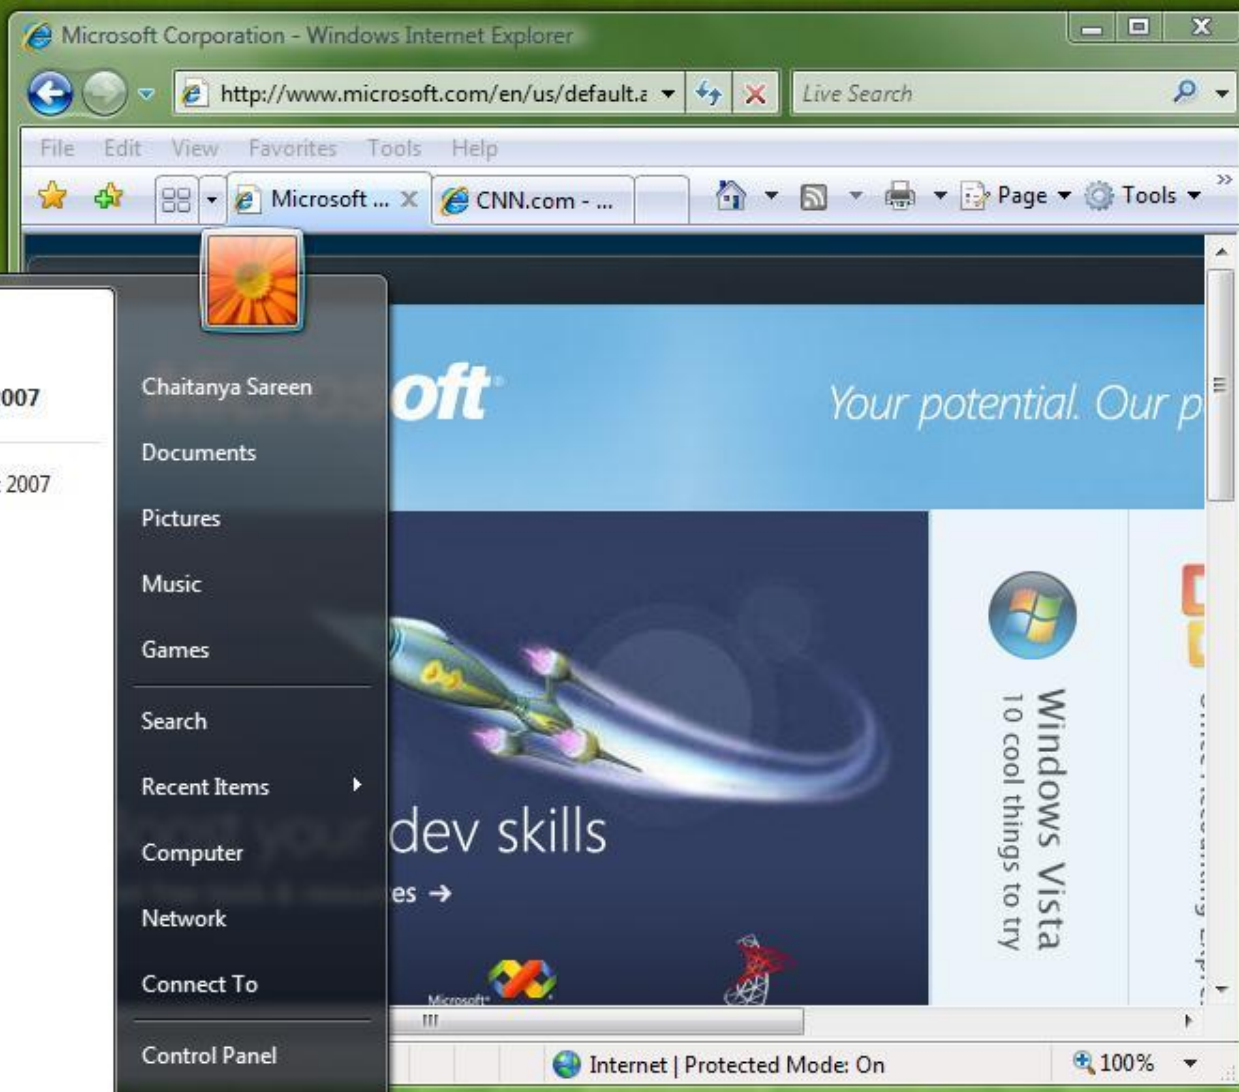 Microsoft Corporation - Windows Internet Explorer
http://www.microsoft.com/en/us/default.a
Live Search
File Edit View Favorites Tools Help
Microsoft ...
CNN.com - ...
Page
Tools
007
2007
Chaitanya Sareen
Documents
Pictures
Music
Games
Search
Recent Items
Computer
Network
Connect To
Control Panel
oft
Your potential. Our p
dev skills
es →
Microsoft
Windows Vista
10 cool things to try
Internet | Protected Mode: On
100%